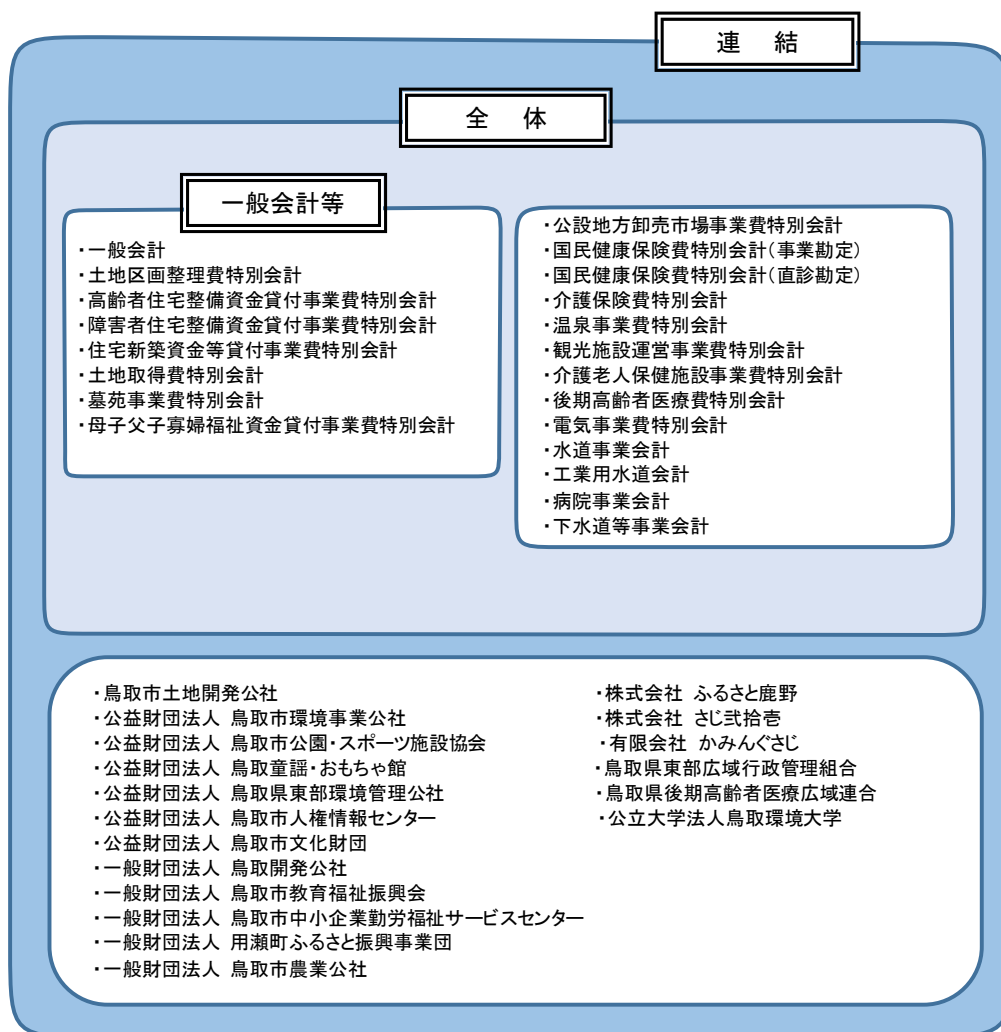 連 結
全 体
一般会計等
・一般会計
・土地区画整理費特別会計
・高齢者住宅整備資金貸付事業費特別会計
・障害者住宅整備資金貸付事業費特別会計
・住宅新築資金等貸付事業費特別会計
・土地取得費特別会計
・墓苑事業費特別会計
・母子父子寡婦福祉資金貸付事業費特別会計
・公設地方卸売市場事業費特別会計
・国民健康保険費特別会計(事業勘定)
・国民健康保険費特別会計(直診勘定)
・介護保険費特別会計
・温泉事業費特別会計
・観光施設運営事業費特別会計
・介護老人保健施設事業費特別会計
・後期高齢者医療費特別会計
・電気事業費特別会計
・水道事業会計
・工業用水道会計
・病院事業会計
・下水道等事業会計
・鳥取市土地開発公社
・公益財団法人 鳥取市環境事業公社
・公益財団法人 鳥取市公園・スポーツ施設協会
・公益財団法人 鳥取童謡・おもちゃ館
・公益財団法人 鳥取県東部環境管理公社
・公益財団法人 鳥取市人権情報センター
・公益財団法人 鳥取市文化財団
・一般財団法人 鳥取開発公社
・一般財団法人 鳥取市教育福祉振興会
・一般財団法人 鳥取市中小企業勤労福祉サービスセンター
・一般財団法人 用瀬町ふるさと振興事業団
・一般財団法人 鳥取市農業公社
・株式会社 ふるさと鹿野
・株式会社 さじ弐拾壱
・有限会社 かみんぐさじ
・鳥取県東部広域行政管理組合
・鳥取県後期高齢者医療広域連合
・公立大学法人鳥取環境大学